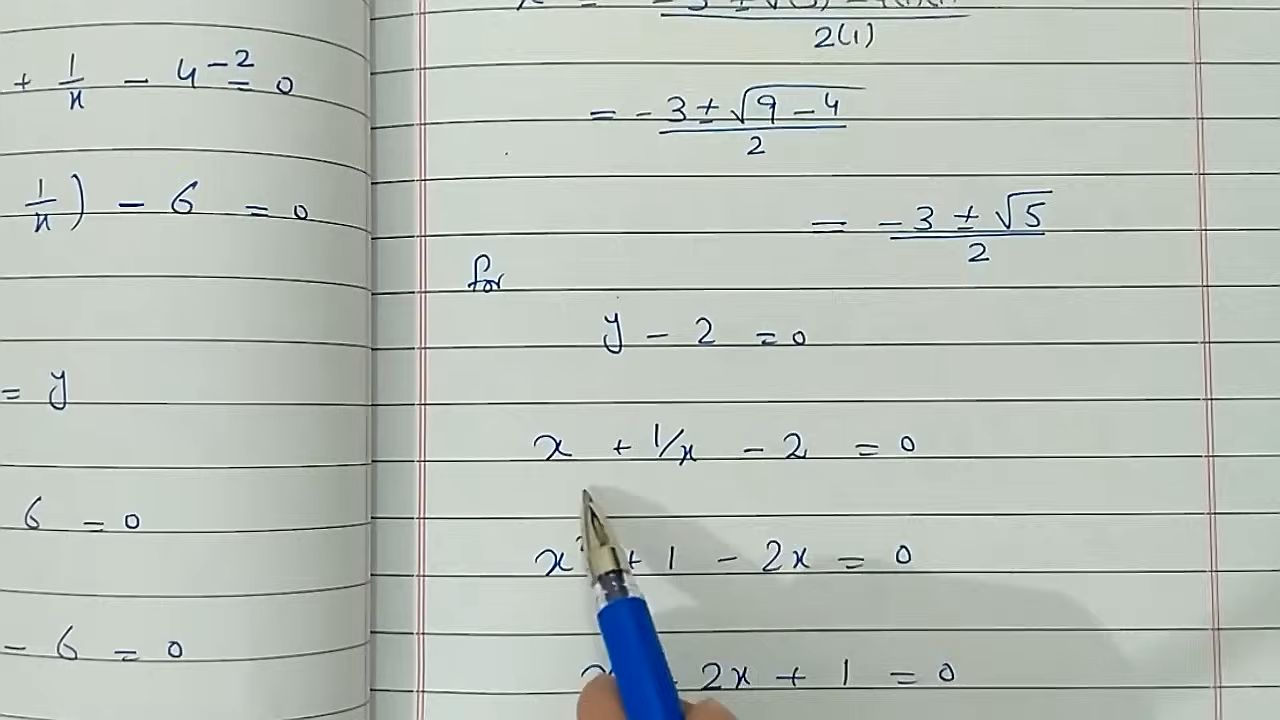 + 1/x - 4 - 2 = 0
1/x) - 6 = 0
= y
6 = 0
- 6 = 0
2(1)
= -3 ± √9 - 4 / 2
= -3 ± √5 / 2
for
y - 2 = 0
x + 1/x - 2 = 0
x² + 1 - 2x = 0
2x + 1 = 0